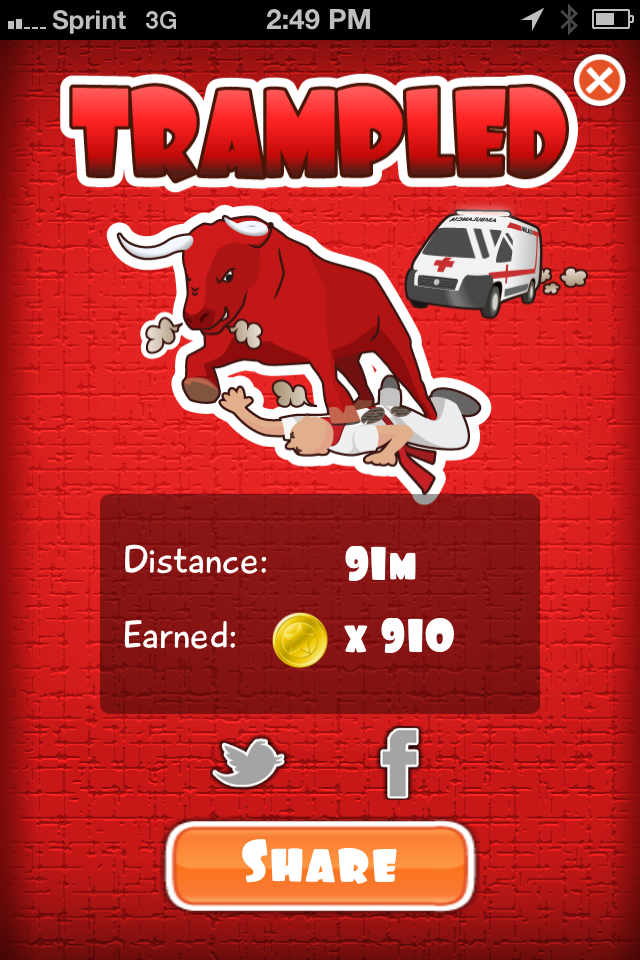 Sprint 3G 2:49 PM
TRAMPLED
Distance: 91M
Earned: x 910
SHARE